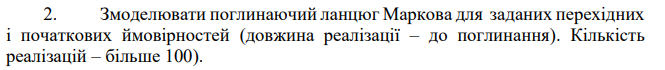 2. Змоделювати поглинаючий ланцюг Маркова для заданих перехідних
і початкових ймовірностей (довжина реалізації – до поглинання). Кількість
реалізацій – більше 100).